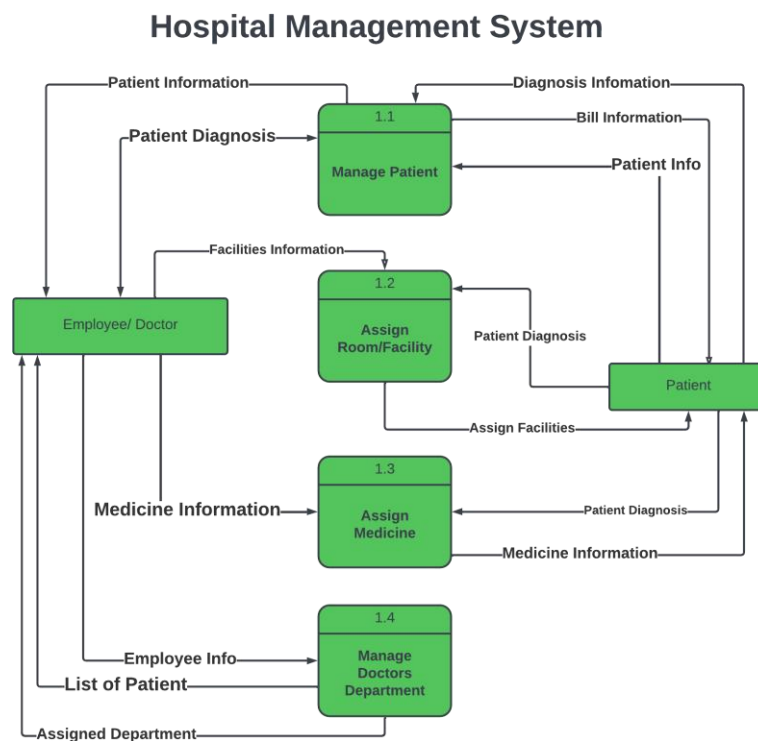 Hospital Management System
Patient Information
Diagnosis Infomation
1.1
Bill Information
Patient Diagnosis
Manage Patient
Patient Info
Facilities Information
1.2
Employee/ Doctor
Assign
Room/Facility
Patient Diagnosis
Patient
Assign Facilities
1.3
Medicine Information
Assign
Medicine
Patient Diagnosis
Medicine Information
1.4
Employee Info
Manage
Doctors
Department
List of Patient
Assigned Department